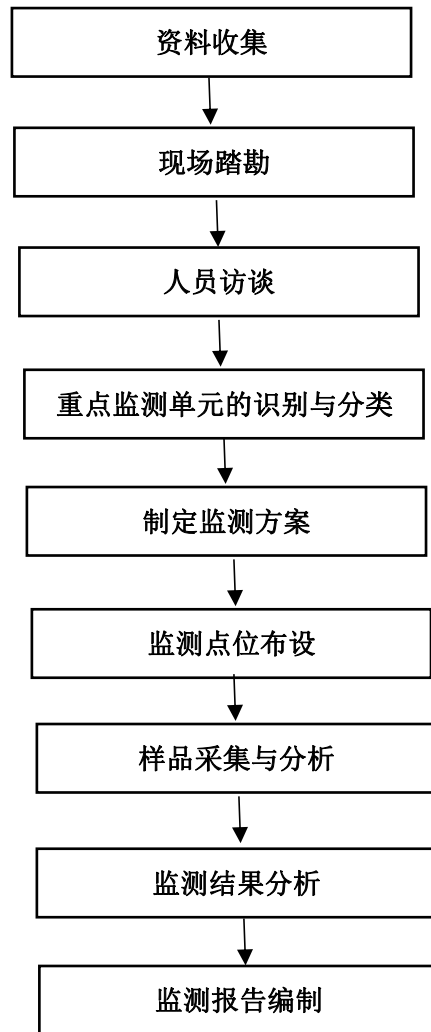 资料收集
现场踏勘
人员访谈
重点监测单元的识别与分类
制定监测方案
监测点位布设
样品采集与分析
监测结果分析
监测报告编制